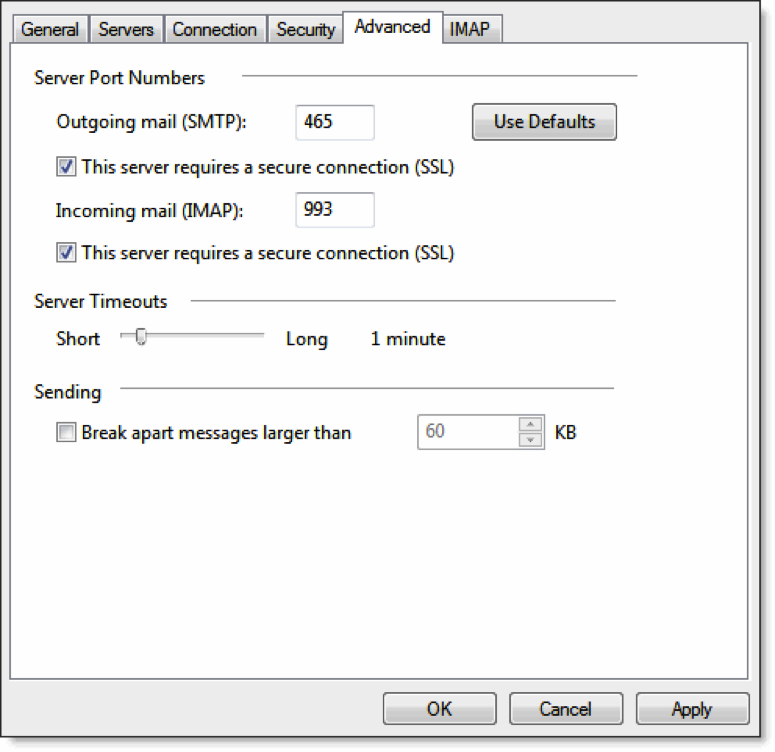 General Servers Connection Security Advanced IMAP
Server Port Numbers
Outgoing mail (SMTP): 465 Use Defaults
This server requires a secure connection (SSL)
Incoming mail (IMAP): 993
This server requires a secure connection (SSL)
Server Timeouts
Short Long 1 minute
Sending
Break apart messages larger than 60 KB
OK Cancel Apply